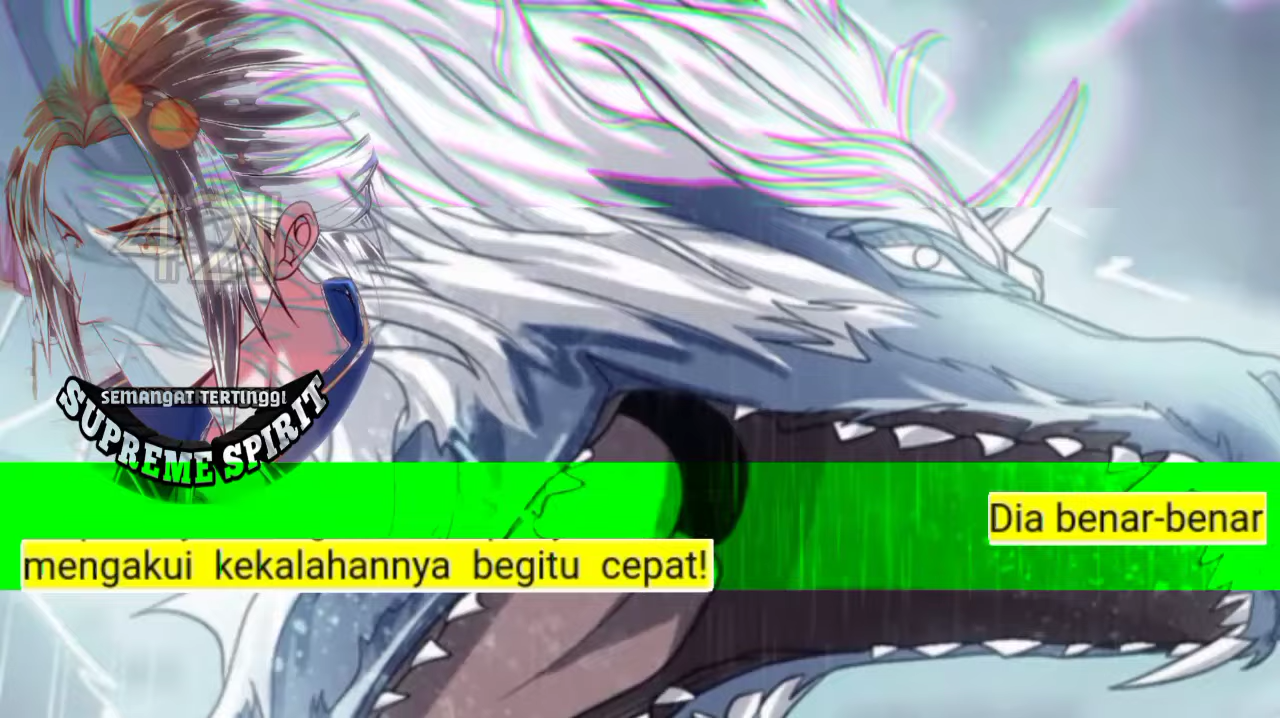 SEMANGAT TERTINGGI
SUPREME SPIRIT
Dia benar-benar
mengakui kekalahannya begitu cepat!